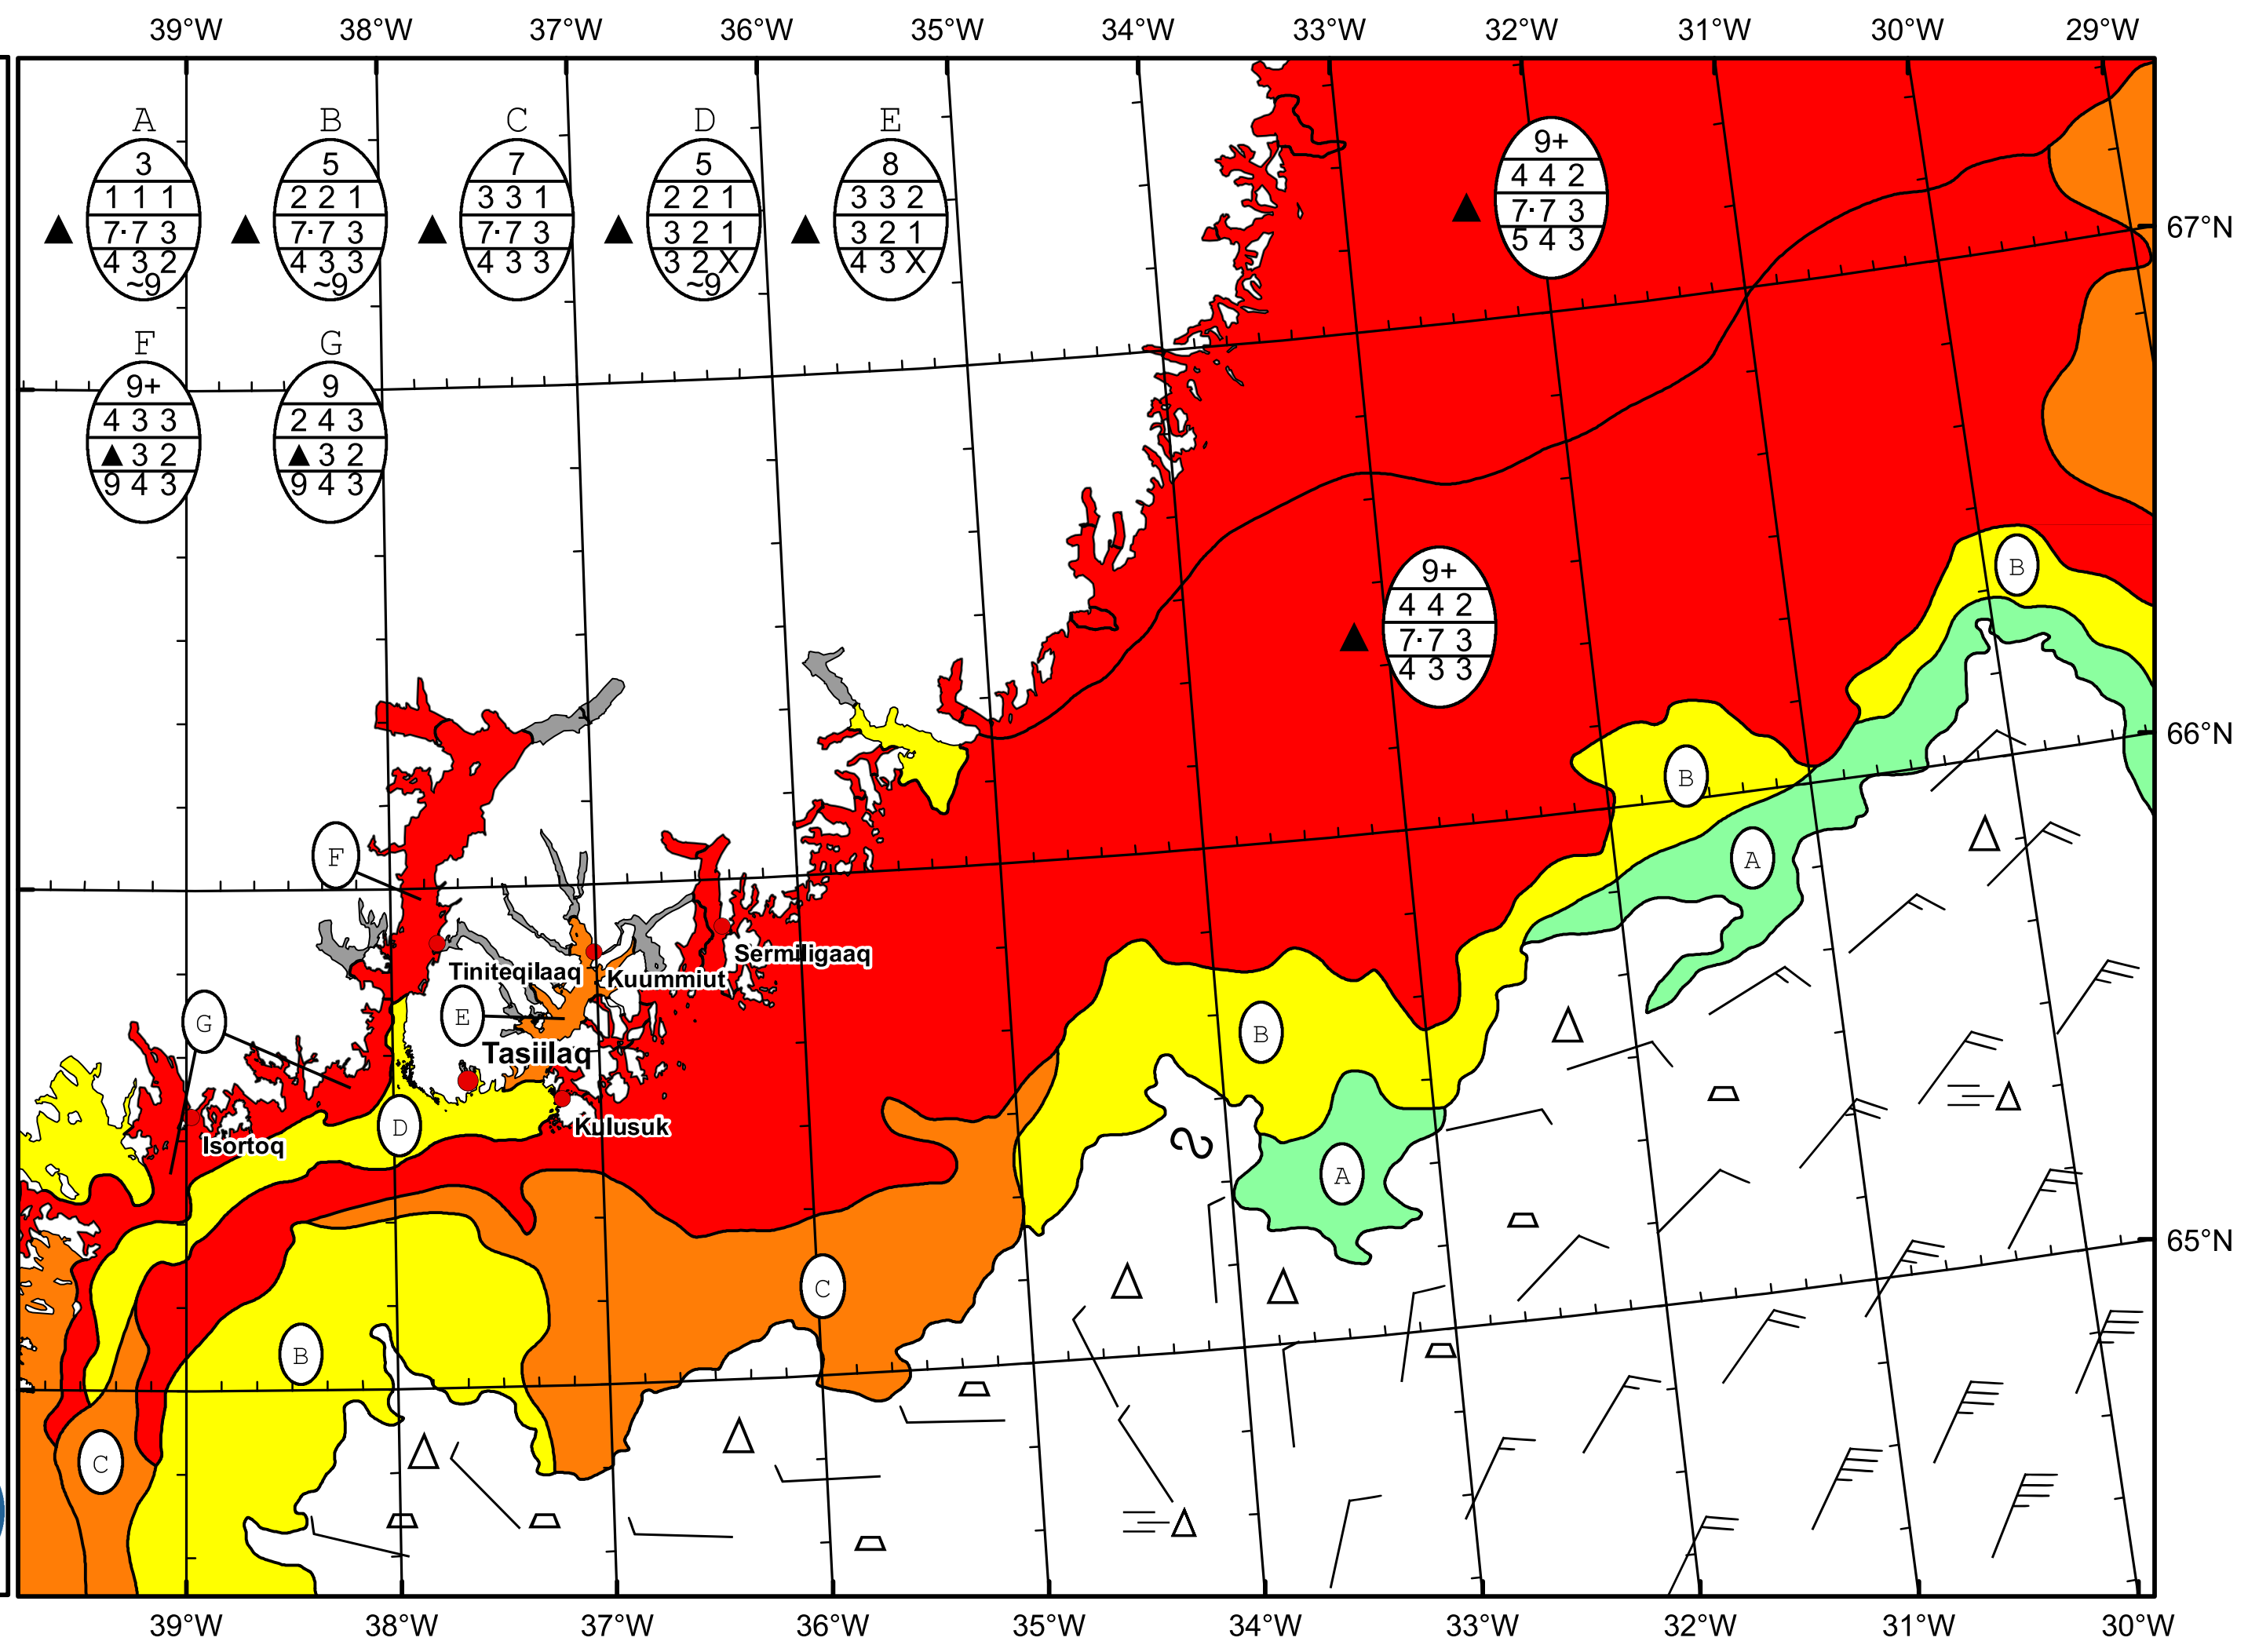 39°W 38°W 37°W 36°W 35°W 34°W 33°W 32°W 31°W 30°W 29°W
A B C D E
3 5 7 5 8 9+
1 1 1 2 2 1 3 3 1 2 2 1 3 3 2 4 4 2
7·7 3 7·7 3 7·7 3 3 2 1 3 2 1 7·7 3
4 3 2 4 3 3 4 3 3 3 2 X 4 3 X 5 4 3
~9 ~9 ~9
67°N
F G
9+ 9
4 3 3 2 4 3
▲ 3 2 ▲ 3 2
9 4 3 9 4 3
B
9+
4 4 2
7·7 3
4 3 3
66°N
B
F A
Sermiligaaq
Tiniteqilaaq Kuummiut
G E B
Tasiilaq
D Kulusuk
Isortoq
A
65°N
C
B
C
39°W 38°W 37°W 36°W 35°W 34°W 33°W 32°W 31°W 30°W